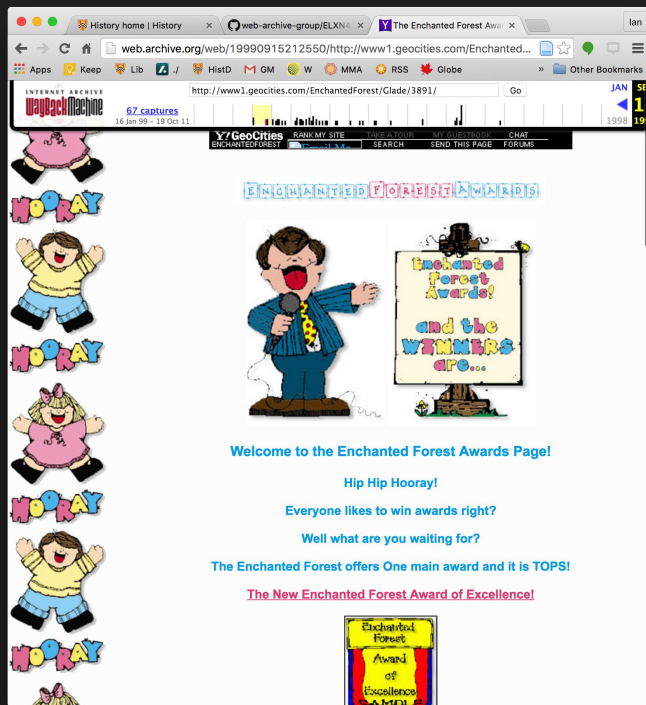 History home | History
web-archive-group/ELXN4
The Enchanted Forest Awar
Ian
web.archive.org/web/19990915212550/http://www1.geocities.com/Enchanted...
Apps
Keep
Lib
./
HistD
GM
W
MMA
RSS
Globe
»
Other Bookmarks
INTERNET ARCHIVE
WayBackMachine
http://www1.geocities.com/EnchantedForest/Glade/3891/
Go
JAN
SE
67 captures
16 Jan 99 – 19 Oct 11
1998
Y! GeoCities
ENCHANTEDFOREST
RANK MY SITE
TAKE A TOUR
MY GUESTBOOK
CHAT
Email Me
SEARCH
SEND THIS PAGE
FORUMS
HOORAY
HOORAY
HOORAY
HOORAY
ENCHANTED FOREST AWARDS
Enchanted
Forest
Awards!
and the
WINNERS
are...
Welcome to the Enchanted Forest Awards Page!
Hip Hip Hooray!
Everyone likes to win awards right?
Well what are you waiting for?
The Enchanted Forest offers One main award and it is TOPS!
The New Enchanted Forest Award of Excellence!
Enchanted
Forest
Award
of
Excellence
SAMPLE